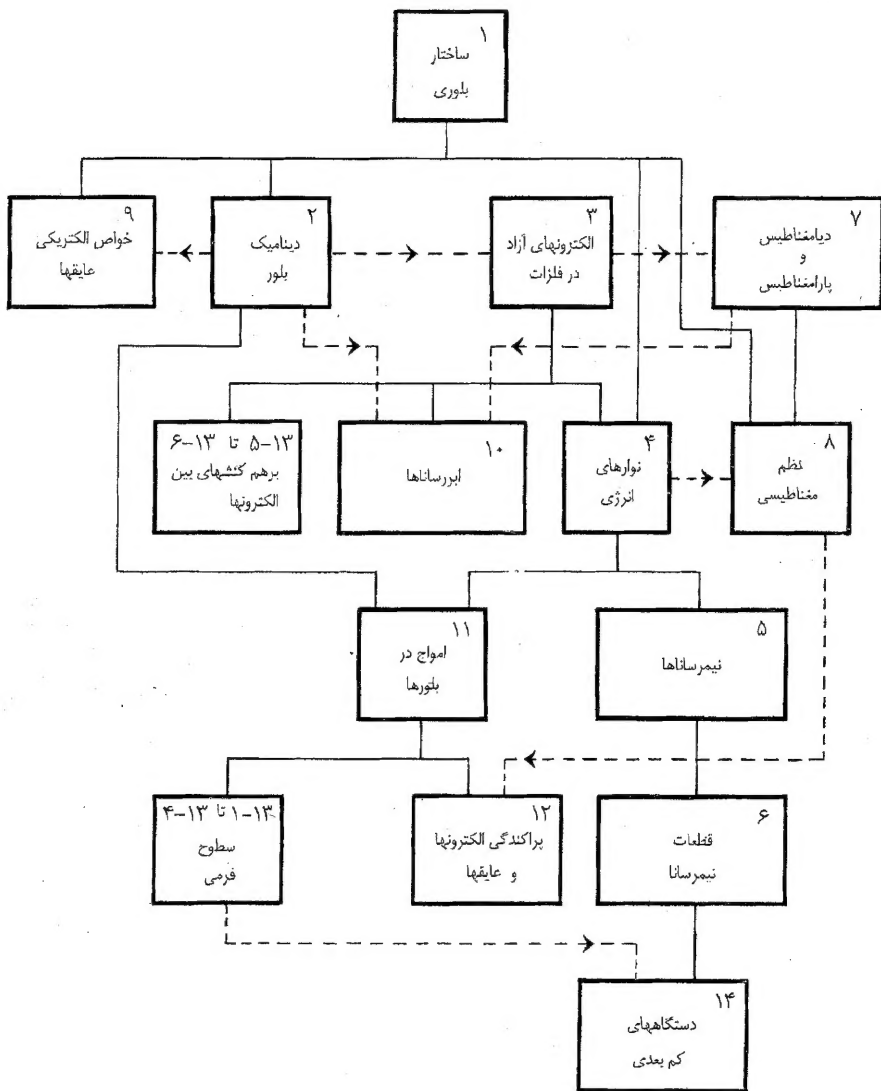 ۱
ساختار
بلوری
۹
خواص الکتریکی
عایقها
۲
دینامیک
بلور
۳
الکترونهای آزاد
در فلزات
۷
دیامغناطیس
و
پارامغناطیس
۱۳-۵ تا ۱۳-۶
برهم کنشهای بین
الکترونها
۱۰
ابررساناها
۴
نوارهای
انرژی
۸
نظم
مغناطیسی
۱۱
امواج در
بلورها
۵
نیمرساناها
۱۳-۱ تا ۱۳-۴
سطوح
فرمی
۱۲
پراکندگی الکترونها
و عایقها
۶
قطعات
نیمرسانا
۱۴
دستگاههای
کم بعدی